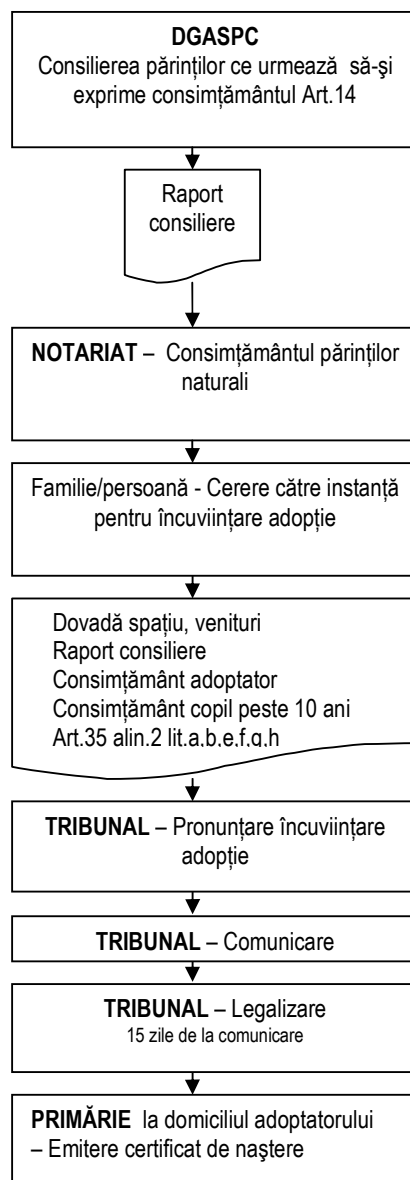 DGASPC
Consilierea părinților ce urmează să-și
exprime consimțământul Art.14
Raport
consiliere
NOTARIAT – Consimțământul părinților
naturali
Familie/persoană - Cerere către instanță
pentru încuviințare adopție
Dovadă spațiu, venituri
Raport consiliere
Consimțământ adoptator
Consimțământ copil peste 10 ani
Art.35 alin.2 lit.a,b,e,f,g,h
TRIBUNAL – Pronunțare încuviințare
adopție
TRIBUNAL – Comunicare
TRIBUNAL – Legalizare
15 zile de la comunicare
PRIMĂRIE la domiciliul adoptatorului
– Emitere certificat de naștere